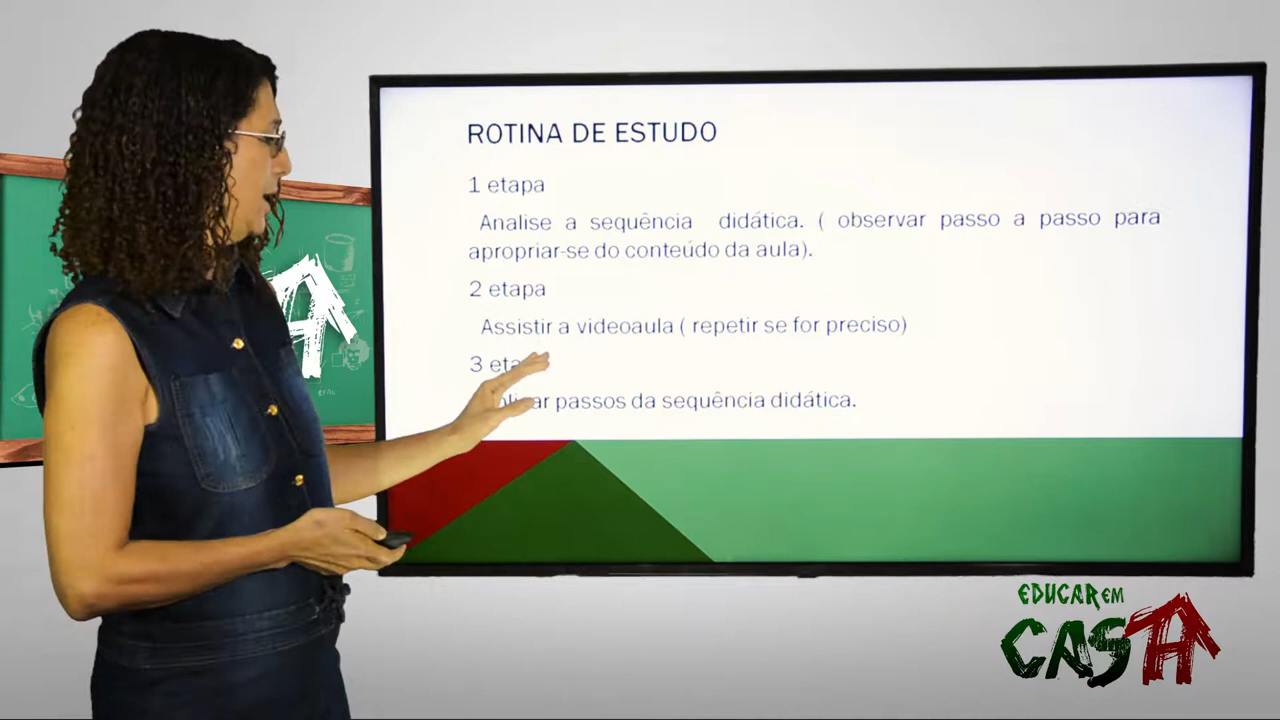 ROTINA DE ESTUDO
1 etapa
Analise a sequência didática. ( observar passo a passo para
apropriar-se do conteúdo da aula).
2 etapa
Assistir a videoaula ( repetir se for preciso)
3
passos da sequência didática.
EDUCAR EM
CASA